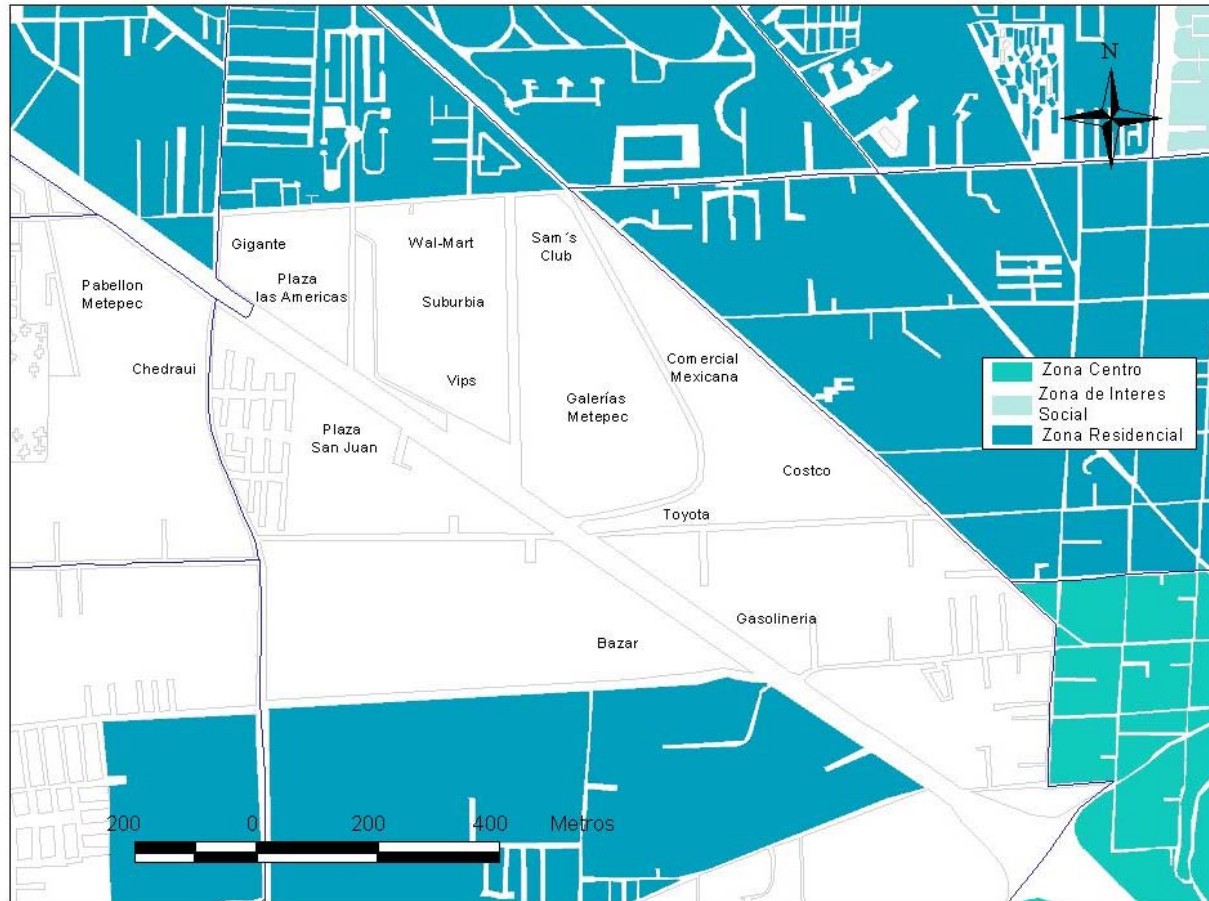 N
Gigante
Wal-Mart
Sam´s
Club
Plaza
las Americas
Pabellon
Metepec
Suburbia
Chedraui
Comercial
Mexicana
Vips
Galerías
Metepec
Plaza
San Juan
Costco
Toyota
Gasolineria
Bazar
Zona Centro
Zona de Interes
Social
Zona Residencial
200 0 200 400 Metros